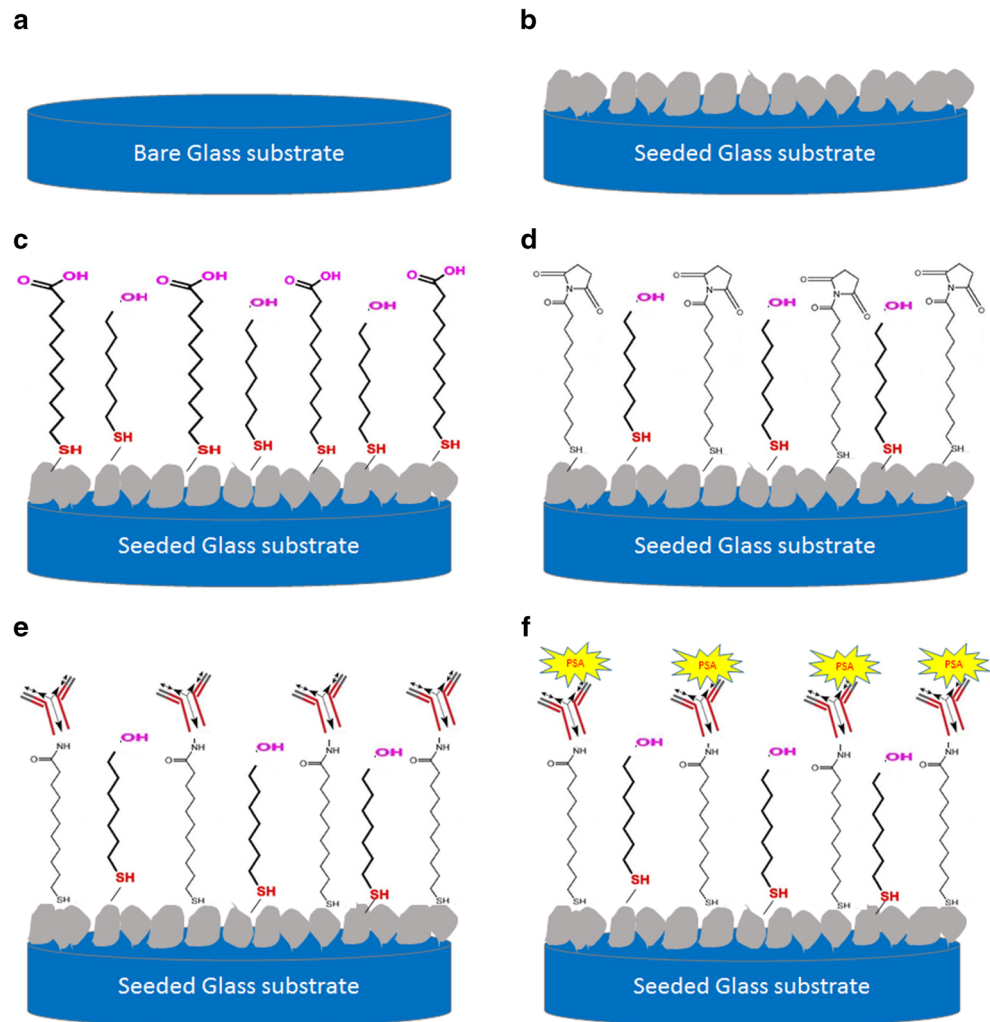 a
b
Bare Glass substrate
Seeded Glass substrate
c
d
O OH OH O OH OH O OH OH O OH
SH SH SH SH SH SH SH
Seeded Glass substrate
O N O O OH O N O O OH O N O O OH O N O O
SH SH SH SH SH SH SH
Seeded Glass substrate
e
f
O NH OH O NH OH O NH OH O NH
SH SH SH SH SH SH SH
Seeded Glass substrate
PSA PSA PSA PSA
O NH OH O NH OH O NH OH O NH
SH SH SH SH SH SH SH
Seeded Glass substrate